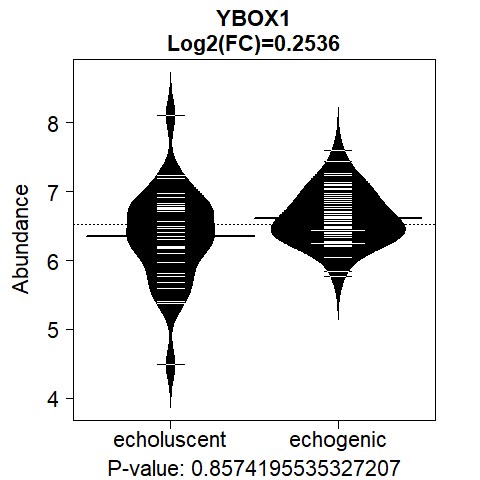 YBOX1
Log2(FC)=0.2536
Abundance
8
7
6
5
4
echoluscent echogenic
P-value: 0.8574195535327207